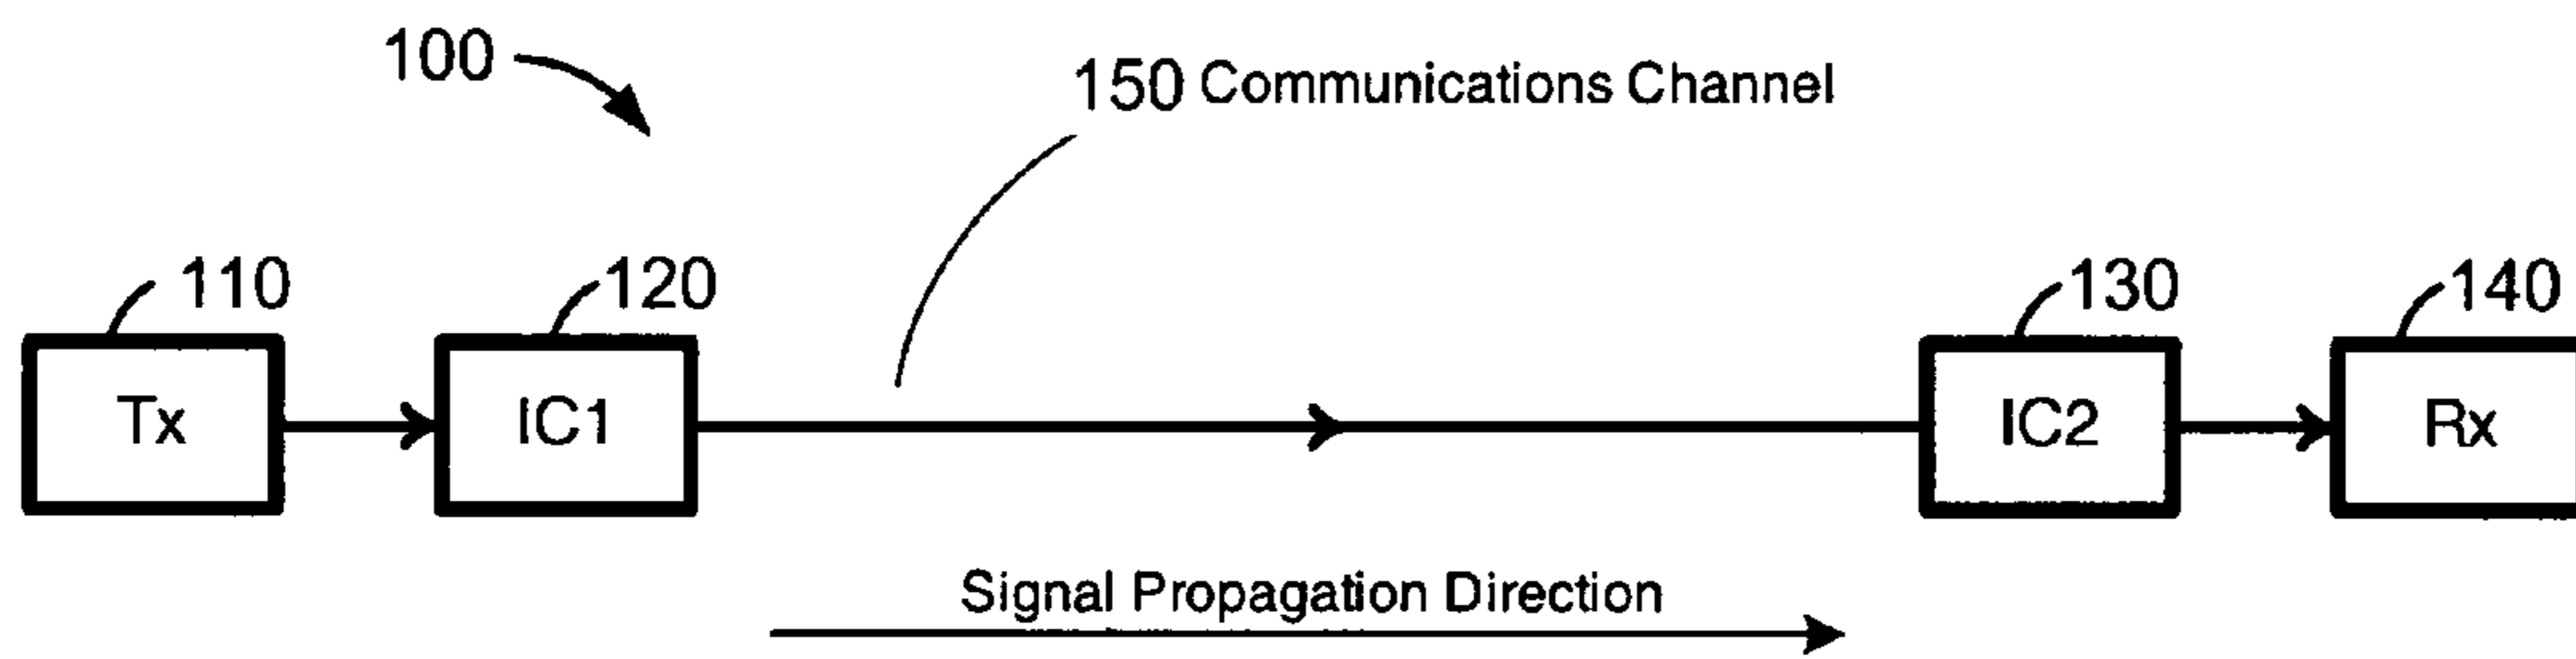 100
150 Communications Channel
110
120
130
140
Tx
IC1
IC2
Rx
Signal Propagation Direction